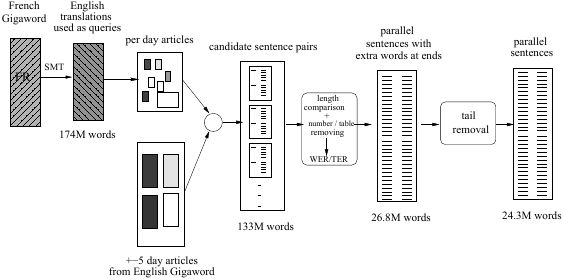 French
Gigaword
English
translations
used as queries
per day articles
candidate sentence pairs
parallel
sentences with
extra words at ends
parallel
sentences
FR
SMT
174M words
length
comparison
+
number / table
removing
WER/TER
tail
removal
133M words
26.8M words
24.3M words
+−5 day articles
from English Gigaword